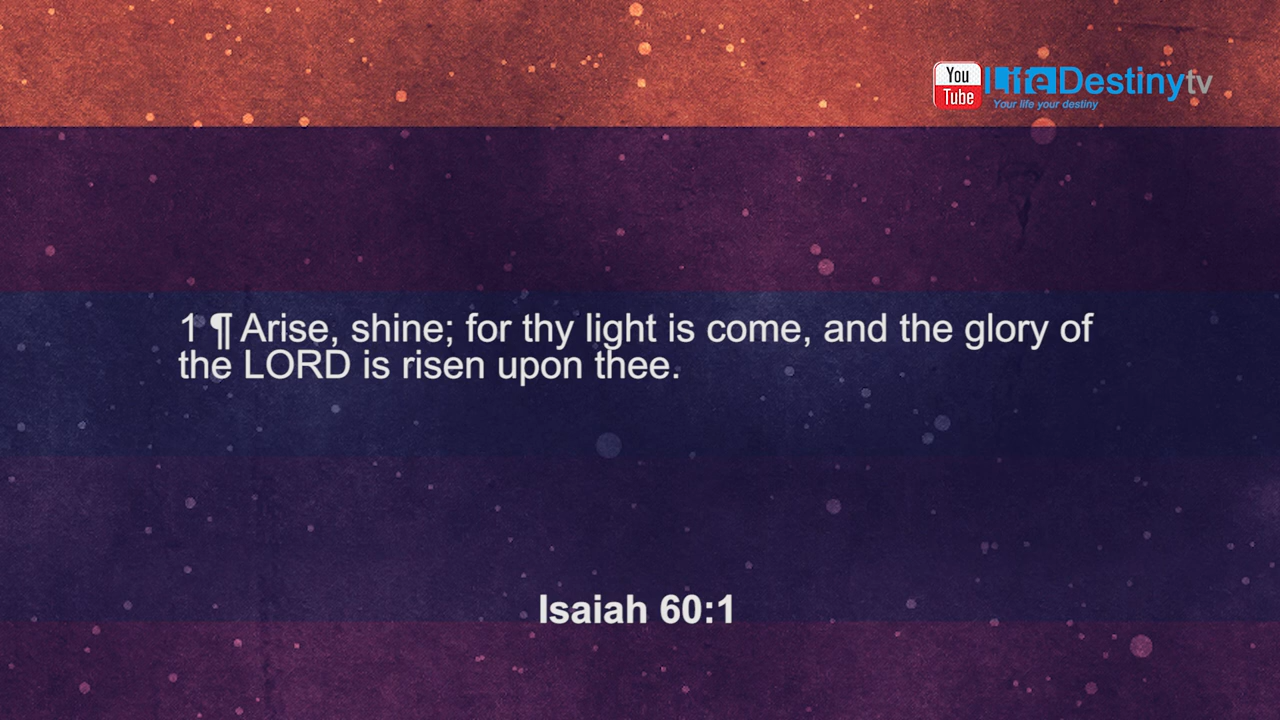 You
Tube
LifeDestinytv
Your life your destiny
1 ¶ Arise, shine; for thy light is come, and the glory of
the LORD is risen upon thee.
Isaiah 60:1